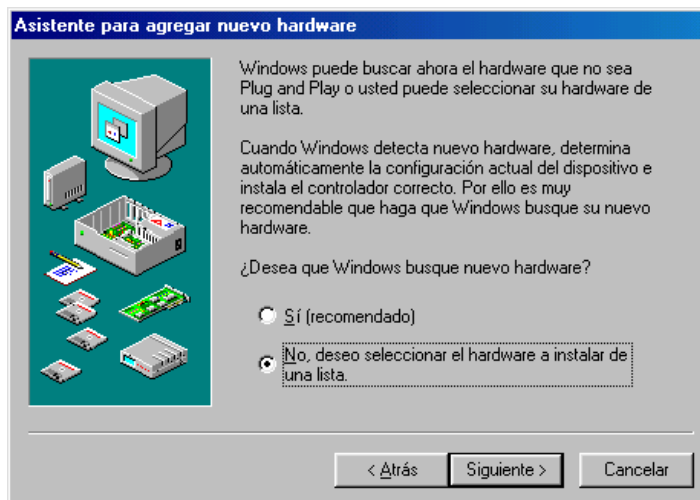 Asistente para agregar nuevo hardware
Windows puede buscar ahora el hardware que no sea
Plug and Play o usted puede seleccionar su hardware de
una lista.
Cuando Windows detecta nuevo hardware, determina
automáticamente la configuración actual del dispositivo e
instala el controlador correcto. Por ello es muy
recomendable que haga que Windows busque su nuevo
hardware.
¿Desea que Windows busque nuevo hardware?
Sí (recomendado)
No, deseo seleccionar el hardware a instalar de
una lista.
< Atrás Siguiente > Cancelar